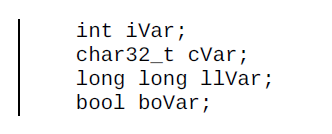 int iVar;
char32_t cVar;
long long llVar;
bool boVar;